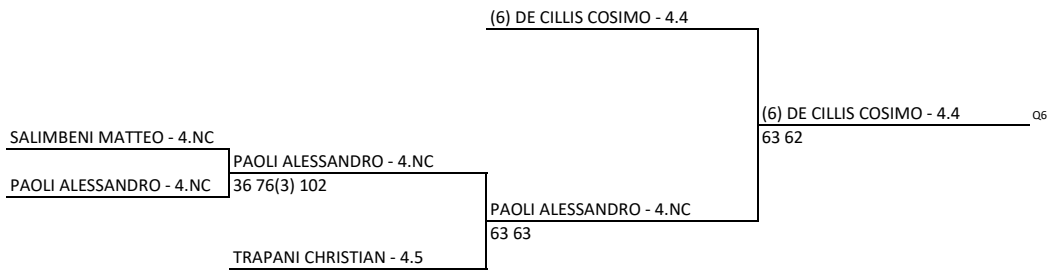 (6) DE CILLIS COSIMO - 4.4
(6) DE CILLIS COSIMO - 4.4
Q6
SALIMBENI MATTEO - 4.NC
63 62
PAOLI ALESSANDRO - 4.NC
PAOLI ALESSANDRO - 4.NC
36 76(3) 102
PAOLI ALESSANDRO - 4.NC
63 63
TRAPANI CHRISTIAN - 4.5